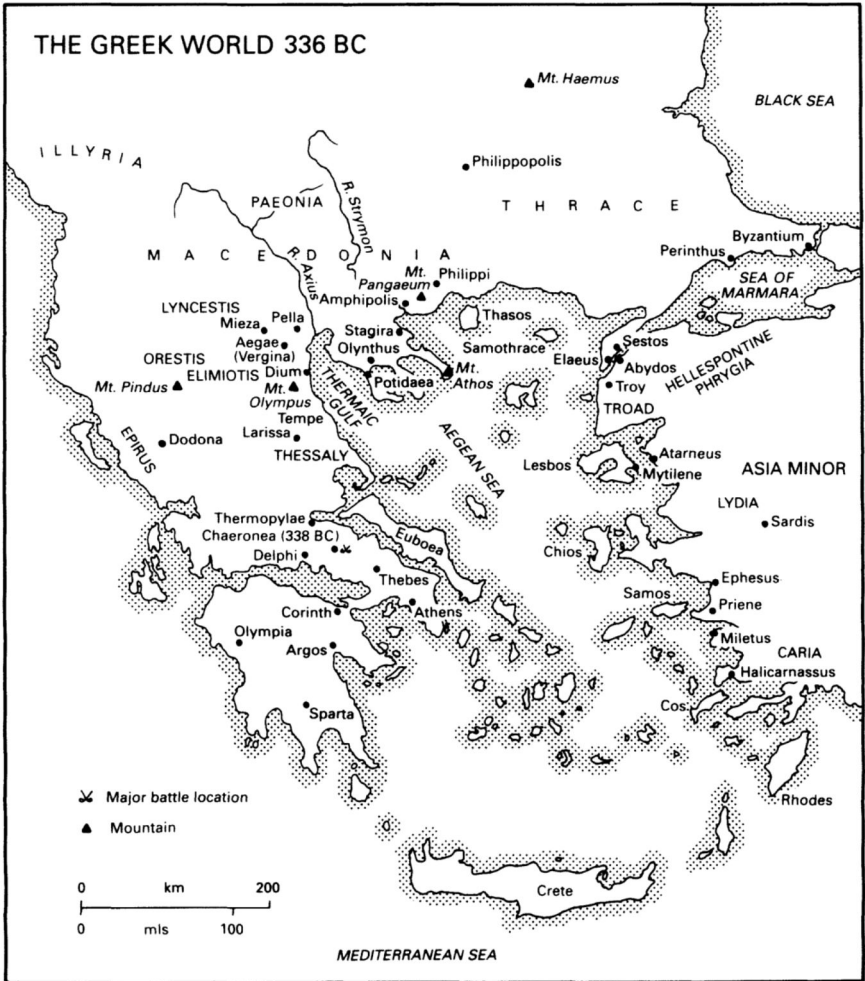 THE GREEK WORLD 336 BC
Mt. Haemus
BLACK SEA
ILLYRIA
Philippopolis
PAEONIA
R. Strymon
THRACE
Byzantium
Perinthus
MACEDONIA
R. Axius
Mt.
Pangaeum
Philippi
SEA OF
MARMARA
Amphipolis
LYNCESTIS
Thasos
Mieza
Pella
Stagira
Samothrace
Sestos
Aegae
(Vergina)
Olynthus
Elaeus
Abydos
HELLESPONTINE
PHRYGIA
ORESTIS
ELIMIOTIS
Dium
Potidaea
Mt.
Athos
Troy
Mt. Pindus
Mt.
Olympus
THERMAIC
GULF
TROAD
Tempe
EPIRUS
Dodona
Larissa
THESSALY
AEGEAN SEA
Lesbos
Atarneus
Mytilene
ASIA MINOR
LYDIA
Sardis
Thermopylae
Chaeronea (338 BC)
Euboea
Delphi
Chios
Thebes
Ephesus
Samos
Corinth
Athens
Priene
Olympia
Argos
Miletus
CARIA
Halicarnassus
Cos
Sparta
Major battle location
Rhodes
Mountain
0 km 200
0 mls 100
Crete
MEDITERRANEAN SEA